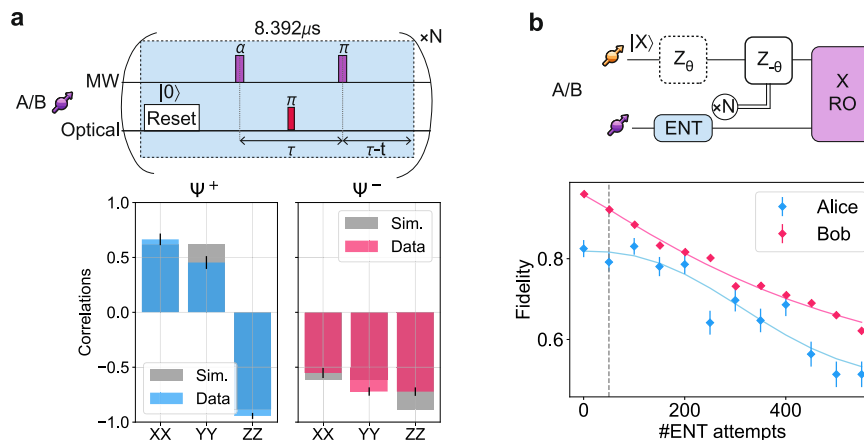 a
8.392μs
×N
α
π
MW
|0⟩
A/B
Reset
π
Optical
τ
τ-t
Ψ+
Ψ−
Correlations
1.0
0.5
0.0
−0.5
−1.0
Sim.
Data
Sim.
Data
XX YY ZZ
XX YY ZZ
b
|X⟩
Zθ
Z-θ
X
RO
A/B
×N
ENT
Alice
Bob
Fidelity
0.8
0.6
0 200 400
#ENT attempts